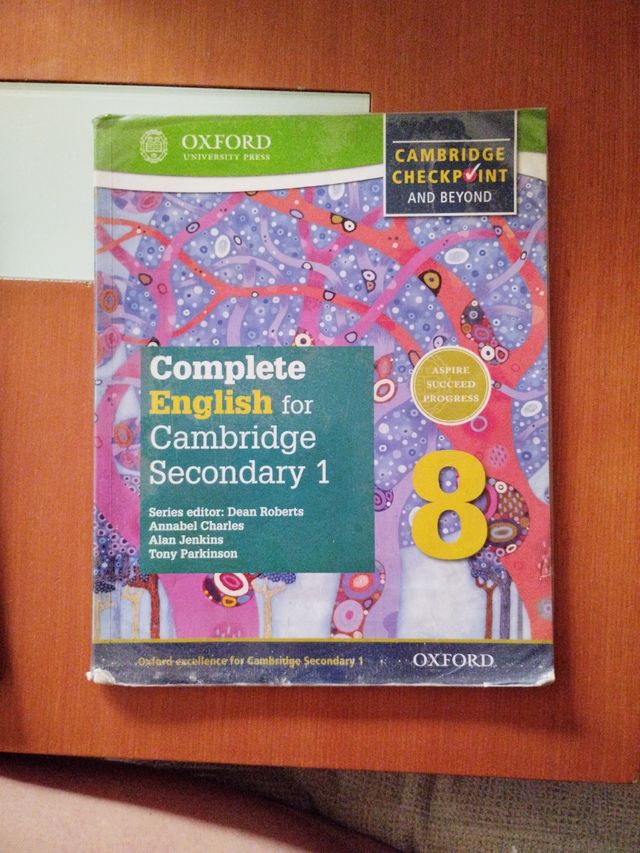 OXFORD
UNIVERSITY PRESS
CAMBRIDGE
CHECKPOINT
AND BEYOND
Complete
English for
Cambridge
Secondary 1
Series editor: Dean Roberts
Annabel Charles
Alan Jenkins
Tony Parkinson
ASPIRE
SUCCEED
PROGRESS
8
Oxford excellence for Cambridge Secondary 1
OXFORD